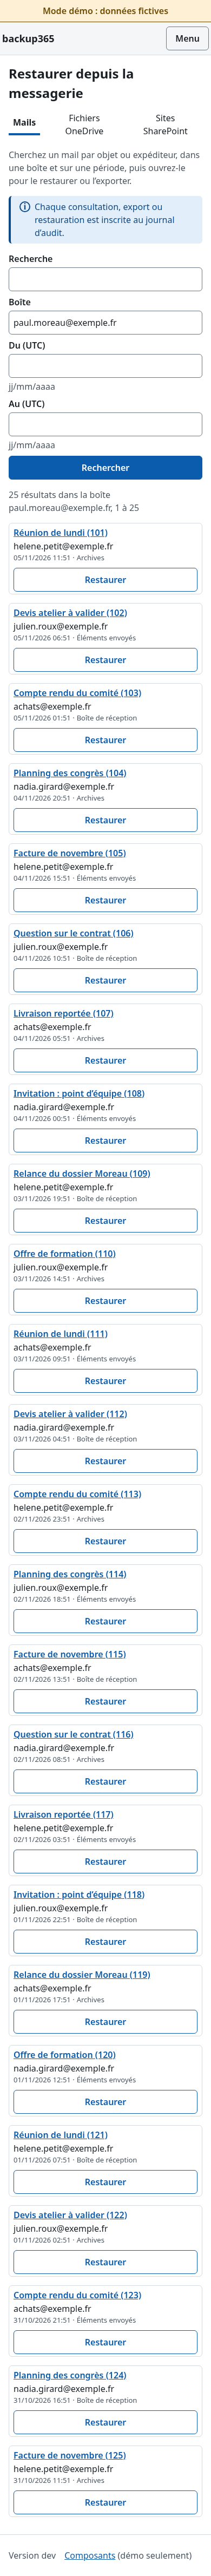 Mode démo : données fictives
backup365
Menu
Restaurer depuis la
messagerie
Mails
Fichiers
OneDrive
Sites
SharePoint
Cherchez un mail par objet ou expéditeur, dans
une boîte et sur une période, puis ouvrez-le
pour le restaurer ou l’exporter.
Chaque consultation, export ou
restauration est inscrite au journal
d’audit.
Recherche
Boîte
paul.moreau@exemple.fr
Du (UTC)
jj/mm/aaaa
Au (UTC)
jj/mm/aaaa
Rechercher
25 résultats dans la boîte
paul.moreau@exemple.fr, 1 à 25
Réunion de lundi (101)
helene.petit@exemple.fr
05/11/2026 11:51 · Archives
Restaurer
Devis atelier à valider (102)
julien.roux@exemple.fr
05/11/2026 06:51 · Éléments envoyés
Restaurer
Compte rendu du comité (103)
achats@exemple.fr
05/11/2026 01:51 · Boîte de réception
Restaurer
Planning des congrès (104)
nadia.girard@exemple.fr
04/11/2026 20:51 · Archives
Restaurer
Facture de novembre (105)
helene.petit@exemple.fr
04/11/2026 15:51 · Éléments envoyés
Restaurer
Question sur le contrat (106)
julien.roux@exemple.fr
04/11/2026 10:51 · Boîte de réception
Restaurer
Livraison reportée (107)
achats@exemple.fr
04/11/2026 05:51 · Archives
Restaurer
Invitation : point d’équipe (108)
nadia.girard@exemple.fr
04/11/2026 00:51 · Éléments envoyés
Restaurer
Relance du dossier Moreau (109)
helene.petit@exemple.fr
03/11/2026 19:51 · Boîte de réception
Restaurer
Offre de formation (110)
julien.roux@exemple.fr
03/11/2026 14:51 · Archives
Restaurer
Réunion de lundi (111)
achats@exemple.fr
03/11/2026 09:51 · Éléments envoyés
Restaurer
Devis atelier à valider (112)
nadia.girard@exemple.fr
03/11/2026 04:51 · Boîte de réception
Restaurer
Compte rendu du comité (113)
helene.petit@exemple.fr
02/11/2026 23:51 · Archives
Restaurer
Planning des congrès (114)
julien.roux@exemple.fr
02/11/2026 18:51 · Éléments envoyés
Restaurer
Facture de novembre (115)
achats@exemple.fr
02/11/2026 13:51 · Boîte de réception
Restaurer
Question sur le contrat (116)
nadia.girard@exemple.fr
02/11/2026 08:51 · Archives
Restaurer
Livraison reportée (117)
helene.petit@exemple.fr
02/11/2026 03:51 · Éléments envoyés
Restaurer
Invitation : point d’équipe (118)
julien.roux@exemple.fr
01/11/2026 22:51 · Boîte de réception
Restaurer
Relance du dossier Moreau (119)
achats@exemple.fr
01/11/2026 17:51 · Archives
Restaurer
Offre de formation (120)
nadia.girard@exemple.fr
01/11/2026 12:51 · Éléments envoyés
Restaurer
Réunion de lundi (121)
helene.petit@exemple.fr
01/11/2026 07:51 · Boîte de réception
Restaurer
Devis atelier à valider (122)
julien.roux@exemple.fr
01/11/2026 02:51 · Archives
Restaurer
Compte rendu du comité (123)
achats@exemple.fr
31/10/2026 21:51 · Éléments envoyés
Restaurer
Planning des congrès (124)
nadia.girard@exemple.fr
31/10/2026 16:51 · Boîte de réception
Restaurer
Facture de novembre (125)
helene.petit@exemple.fr
31/10/2026 11:51 · Archives
Restaurer
Version dev Composants (démo seulement)